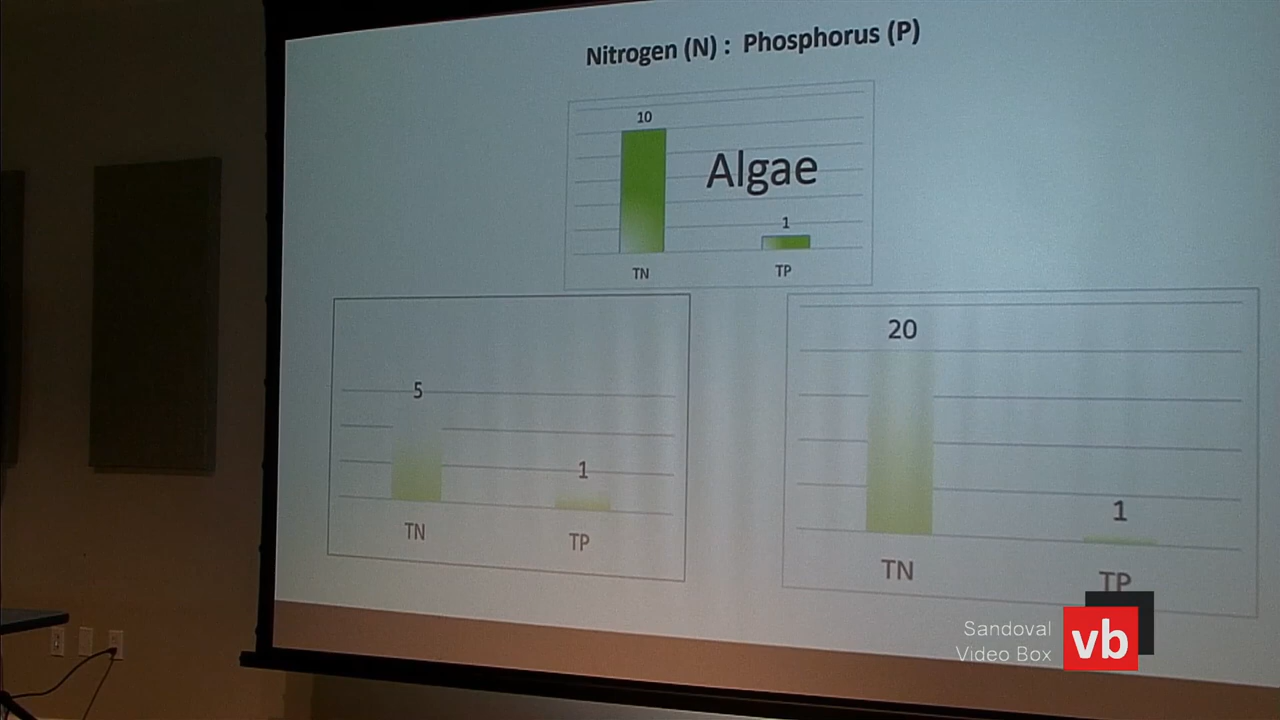 Nitrogen (N) : Phosphorus (P)
10
Algae
1
TN
TP
5
1
TN
TP
20
1
TN
TP
Sandoval
Video Box
vb